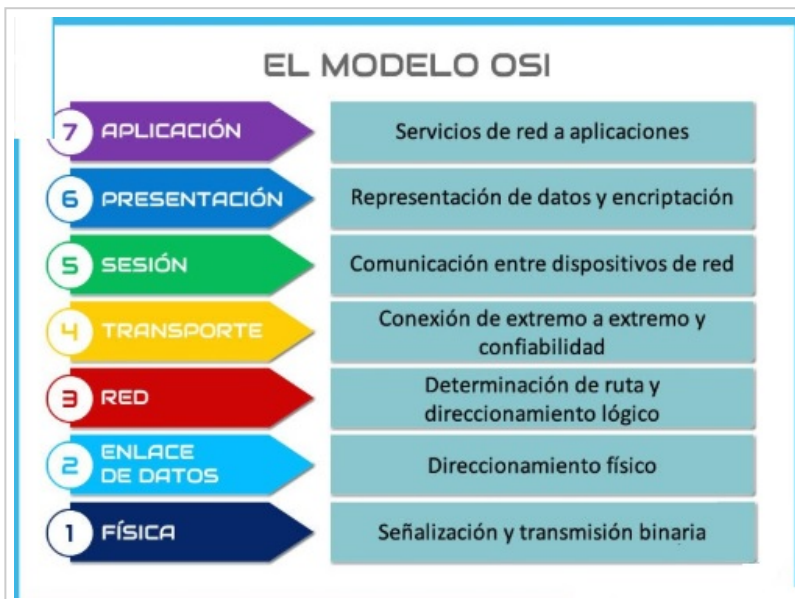 EL MODELO OSI
7 APLICACIÓN
Servicios de red a aplicaciones
6 PRESENTACIÓN
Representación de datos y encriptación
5 SESIÓN
Comunicación entre dispositivos de red
4 TRANSPORTE
Conexión de extremo a extremo y
confiabilidad
3 RED
Determinación de ruta y
direccionamiento lógico
2 ENLACE
DE DATOS
Direccionamiento físico
1 FÍSICA
Señalización y transmisión binaria